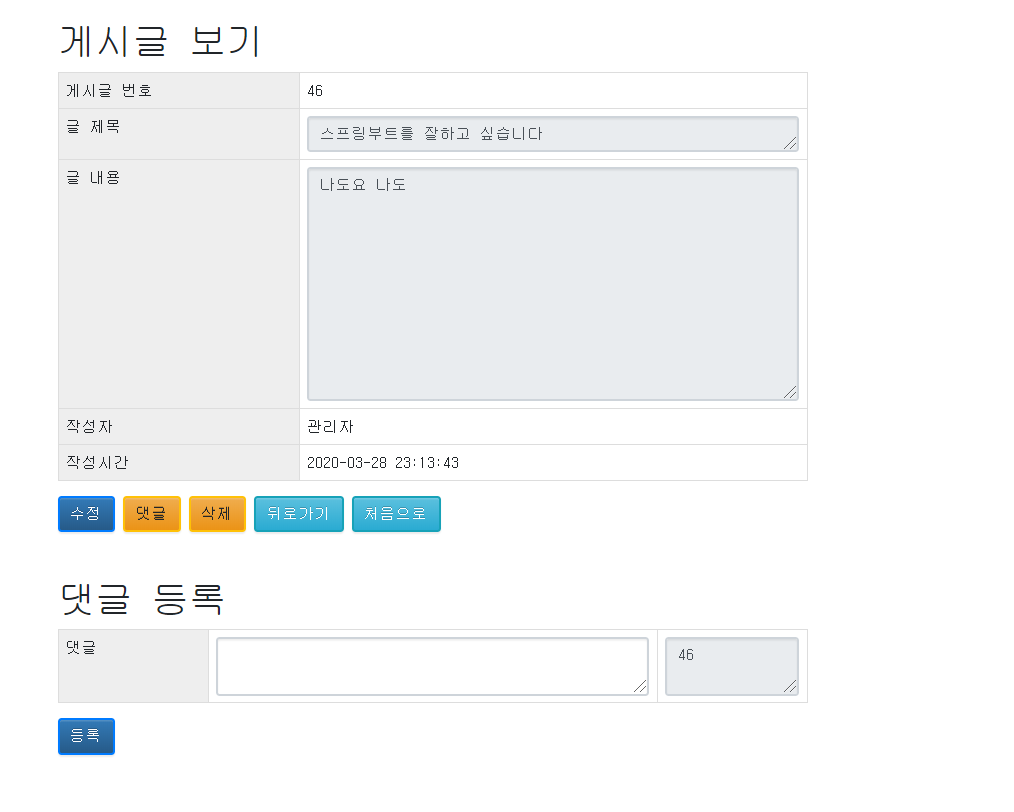 게시글 보기
게시글 번호 46
글 제목 스프링부트를 잘하고 싶습니다
글 내용 나도요 나도
작성자 관리자
작성시간 2020-03-28 23:13:43
수정 댓글 삭제 뒤로가기 처음으로
댓글 등록
댓글 46
등록